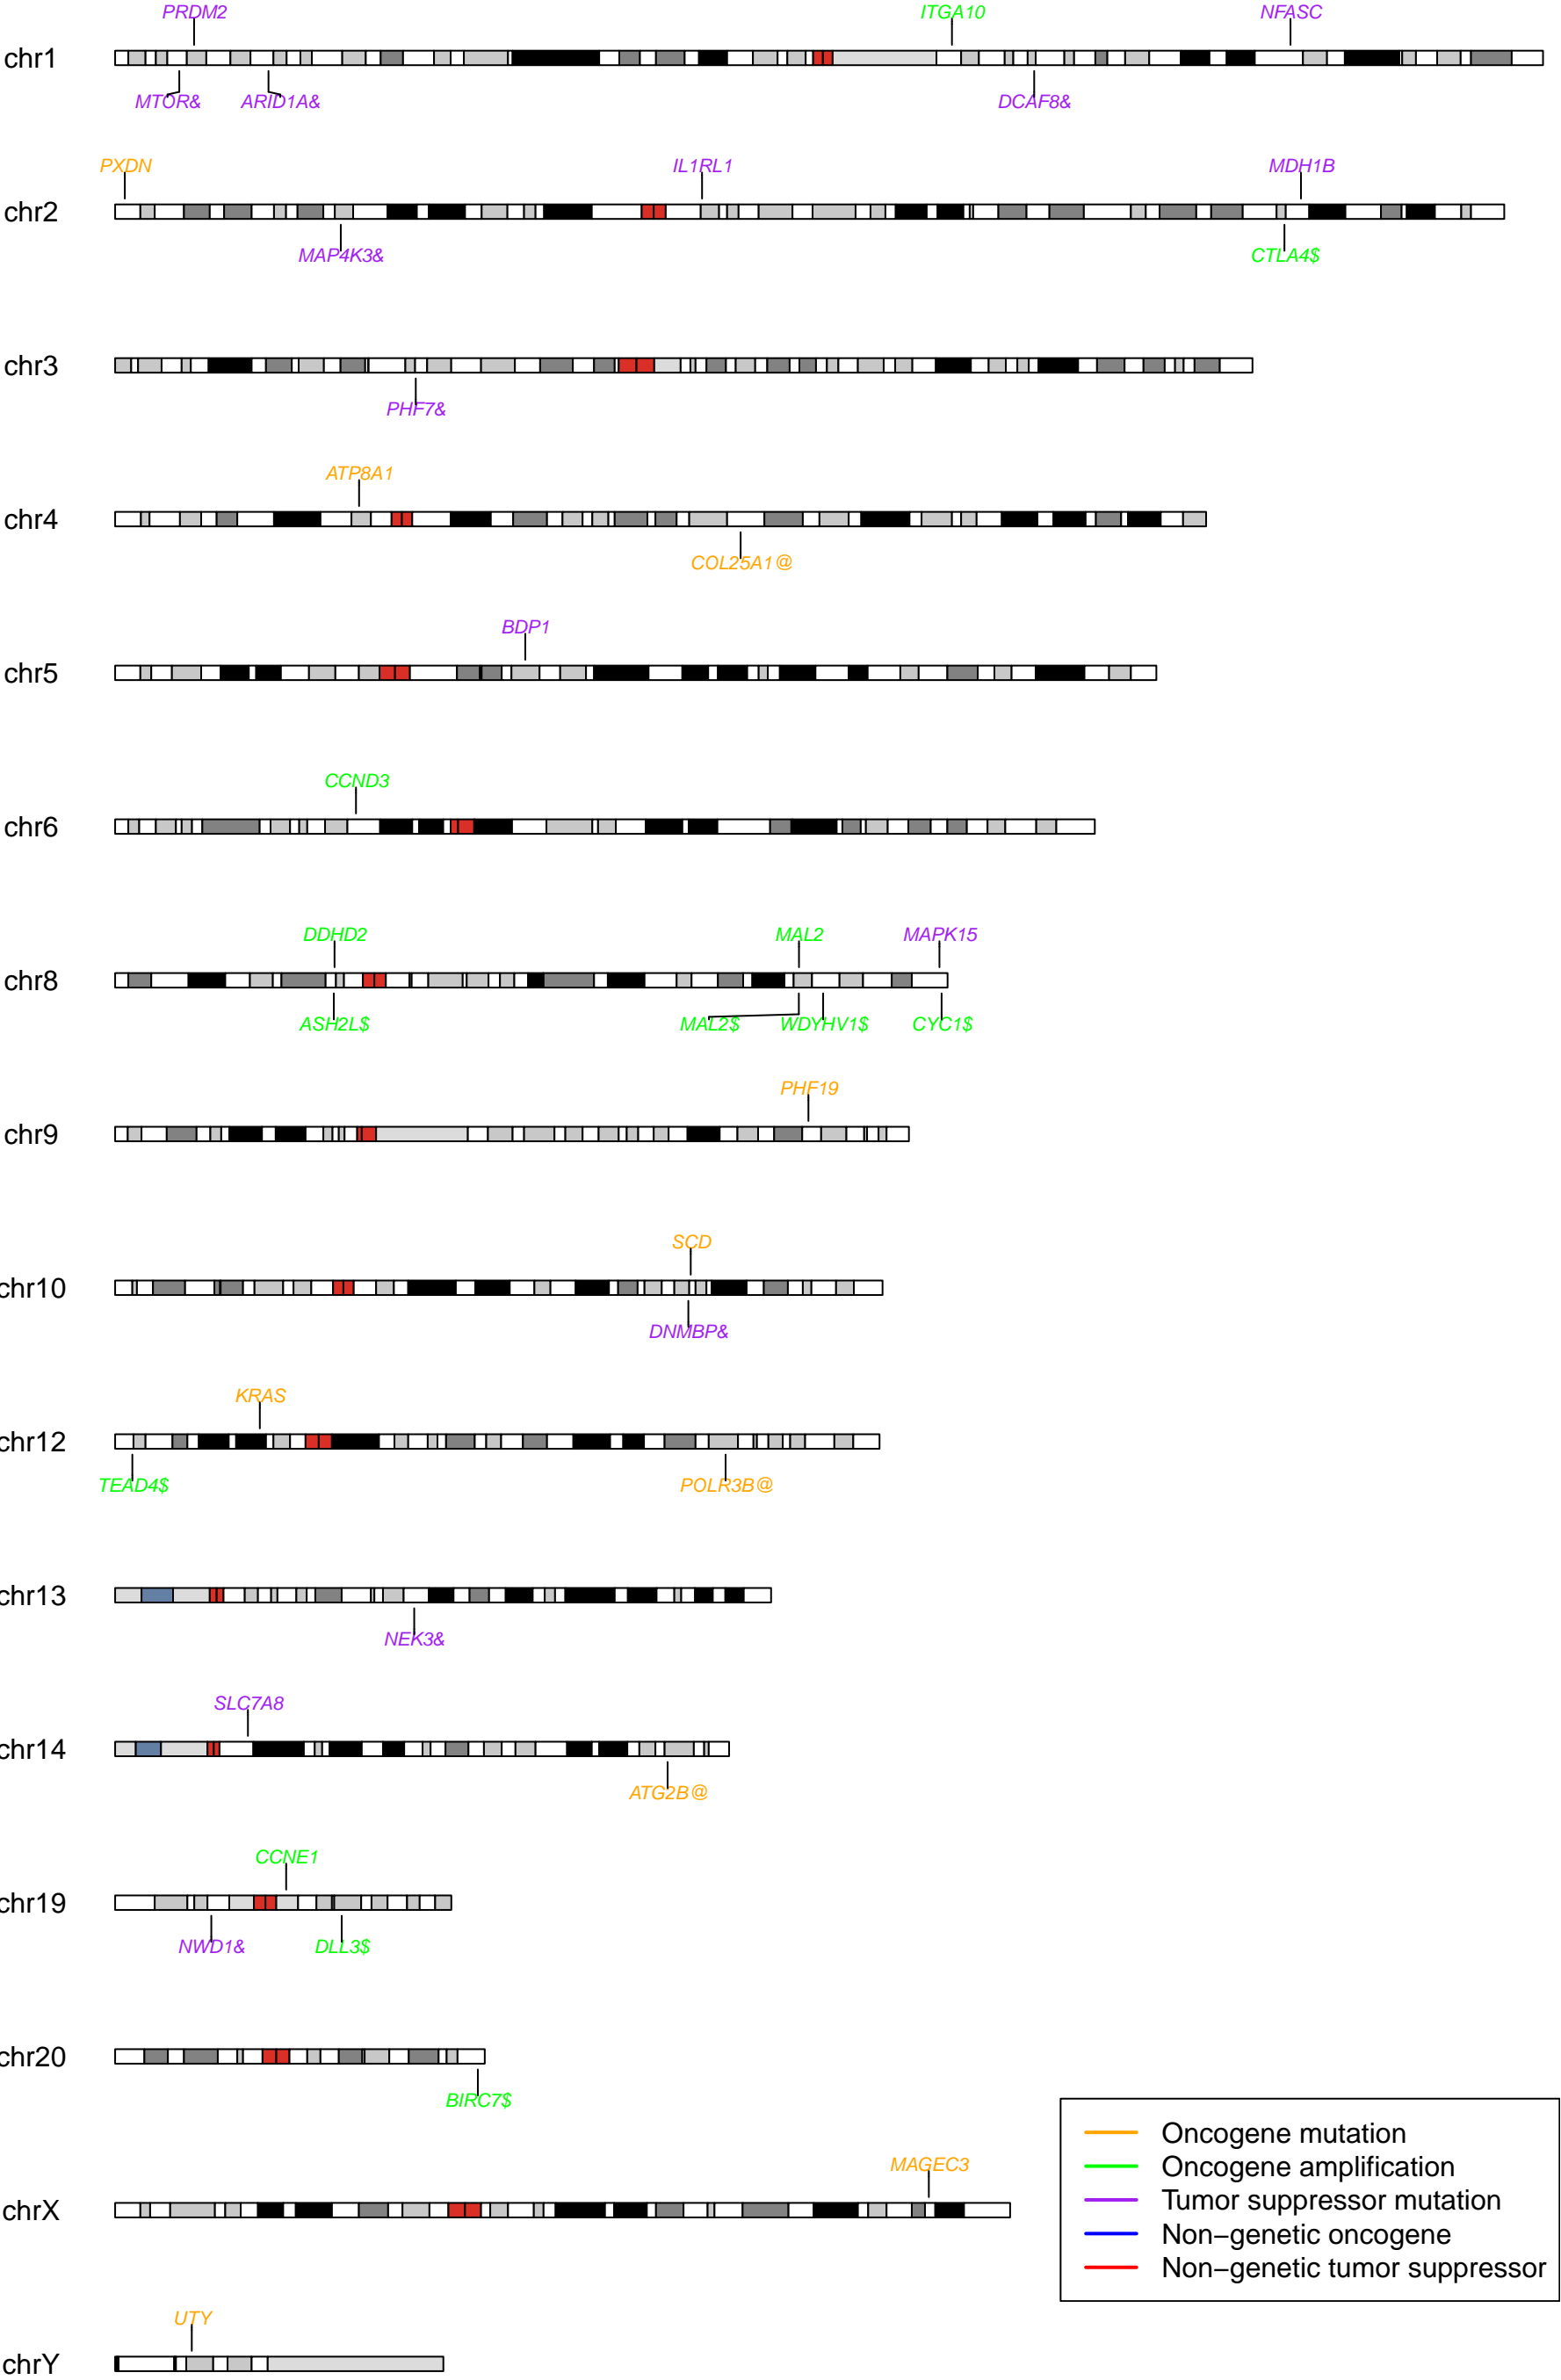 PRDM2 ITGA10 NFASC
chr1
MTOR& ARID1A& DCAF8&
PXDN IL1RL1 MDH1B
chr2
MAP4K3& CTLA4$
chr3
PHF7&
ATP8A1
chr4
COL25A1@
BDP1
chr5
CCND3
chr6
DDHD2 MAL2 MAPK15
chr8
ASH2L$ MAL2$ WDYHV1$ CYC1$
PHF19
chr9
SCD
chr10
DNMBP&
KRAS
chr12
TEAD4$ POLR3B@
chr13
NEK3&
SLC7A8
chr14
ATG2B@
CCNE1
chr19
NWD1& DLL3$
chr20
BIRC7$
MAGEC3
chrX
UTY
chrY
Oncogene mutation
Oncogene amplification
Tumor suppressor mutation
Non−genetic oncogene
Non−genetic tumor suppressor